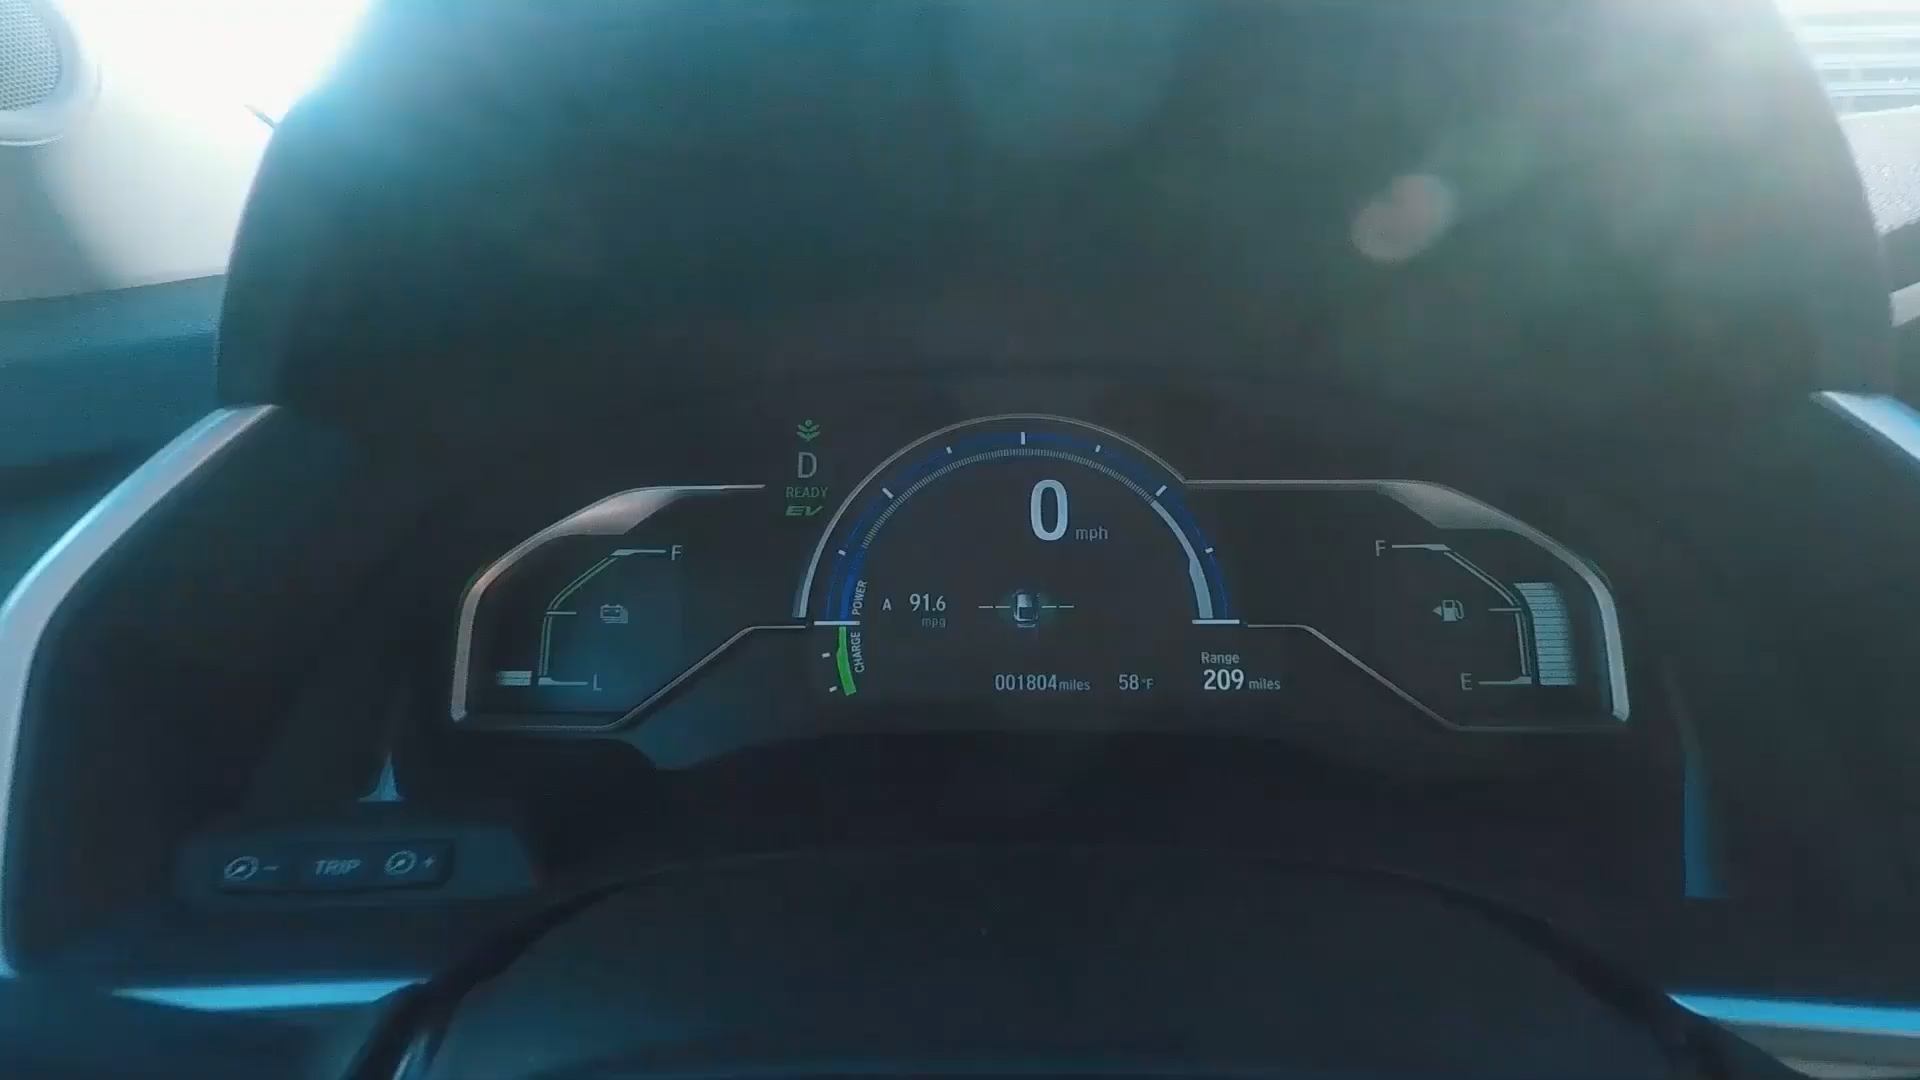 D
READY
EV
F
L
0 mph
POWER
CHARGE
A 91.6
mpg
001804 miles
58°F
Range
209 miles
F
E
- TRIP +